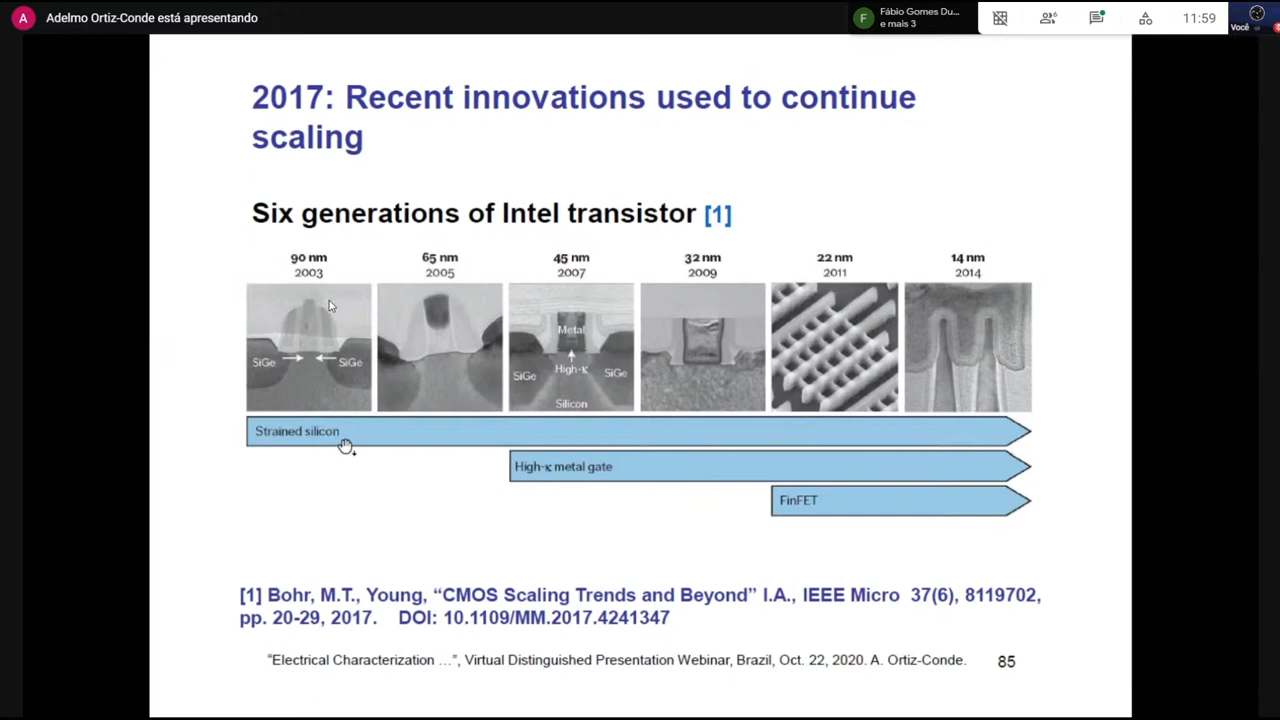 A
Adelmo Ortiz-Conde está apresentando
F
Fábio Gomes Du...
e mais 3
6
11:59
Você
2017: Recent innovations used to continue
scaling
Six generations of Intel transistor [1]
90 nm 65 nm 45 nm 32 nm 22 nm 14 nm
2003 2005 2007 2009 2011 2014
Metal
SiGe SiGe
SiGe High-κ SiGe
Silicon
Strained silicon
High-κ metal gate
FinFET
[1] Bohr, M.T., Young, “CMOS Scaling Trends and Beyond” I.A., IEEE Micro 37(6), 8119702,
pp. 20-29, 2017. DOI: 10.1109/MM.2017.4241347
“Electrical Characterization ...”, Virtual Distinguished Presentation Webinar, Brazil, Oct. 22, 2020. A. Ortiz-Conde. 85